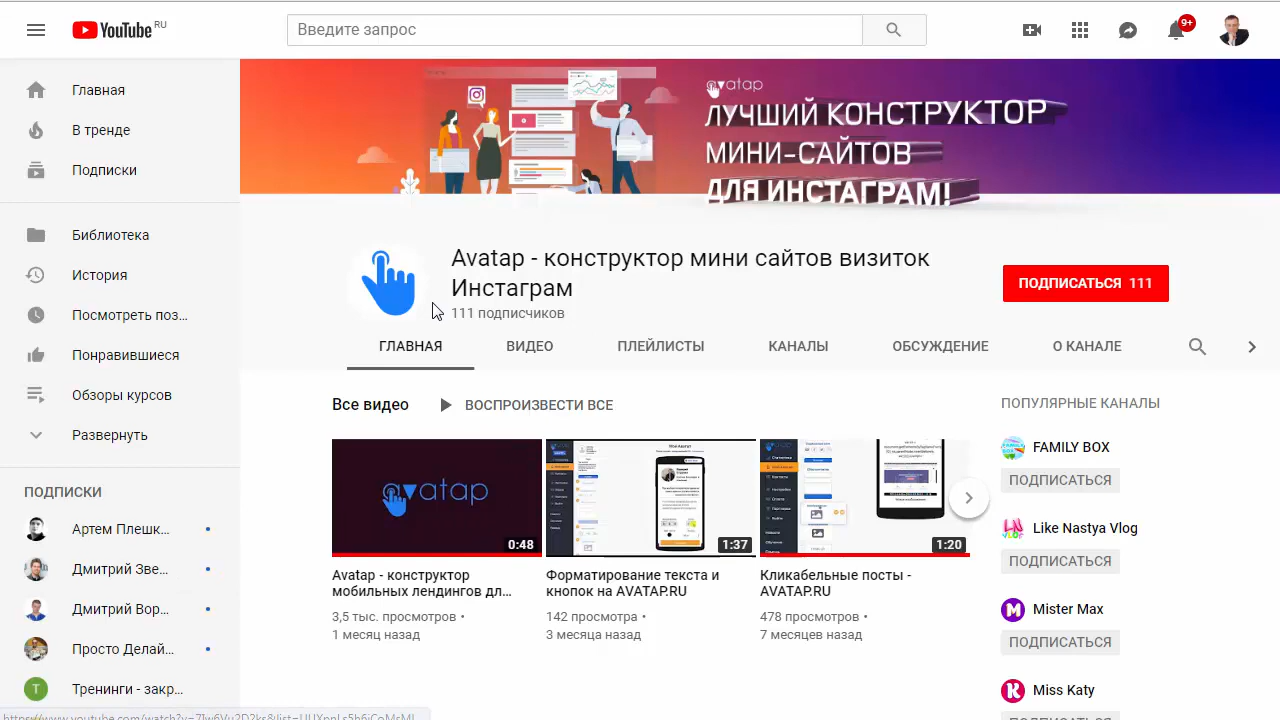 YouTube RU
Введите запрос
9+
Главная
В тренде
Подписки
Библиотека
История
Посмотреть поз...
Понравившиеся
Обзоры курсов
Развернуть
ПОДПИСКИ
Артем Плешк...
Дмитрий Зве...
Дмитрий Вор...
Просто Делай...
Т
Тренинги - закр...
avatap
ЛУЧШИЙ КОНСТРУКТОР
МИНИ-САЙТОВ
ДЛЯ ИНСТАГРАМ!
Avatap - конструктор мини сайтов визиток
Инстаграм
111 подписчиков
ПОДПИСАТЬСЯ 111
ГЛАВНАЯ ВИДЕО ПЛЕЙЛИСТЫ КАНАЛЫ ОБСУЖДЕНИЕ О КАНАЛЕ
Все видео ВОСПРОИЗВЕСТИ ВСЕ
avatap
0:48
1:37
1:20
Avatap - конструктор
мобильных лендингов дл...
3,5 тыс. просмотров •
1 месяц назад
Форматирование текста и
кнопок на AVATAP.RU
142 просмотра •
3 месяца назад
Кликабельные посты -
AVATAP.RU
478 просмотров •
7 месяцев назад
ПОПУЛЯРНЫЕ КАНАЛЫ
FAMILY BOX
ПОДПИСАТЬСЯ
Like Nastya Vlog
ПОДПИСАТЬСЯ
Mister Max
ПОДПИСАТЬСЯ
Miss Katy